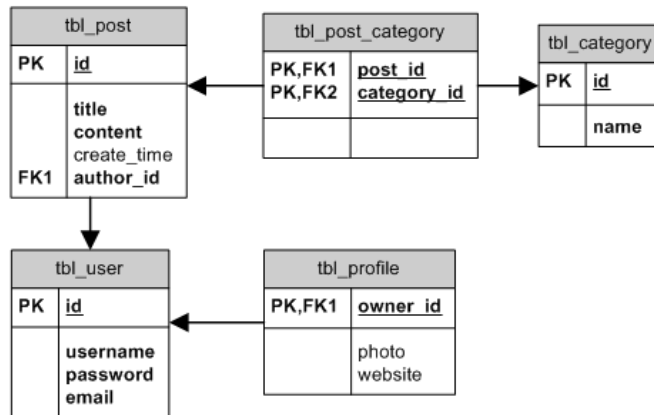 tbl_post
PK id
title
content
create_time
FK1 author_id
tbl_post_category
PK,FK1 post_id
PK,FK2 category_id
tbl_category
PK id
name
tbl_user
PK id
username
password
email
tbl_profile
PK,FK1 owner_id
photo
website